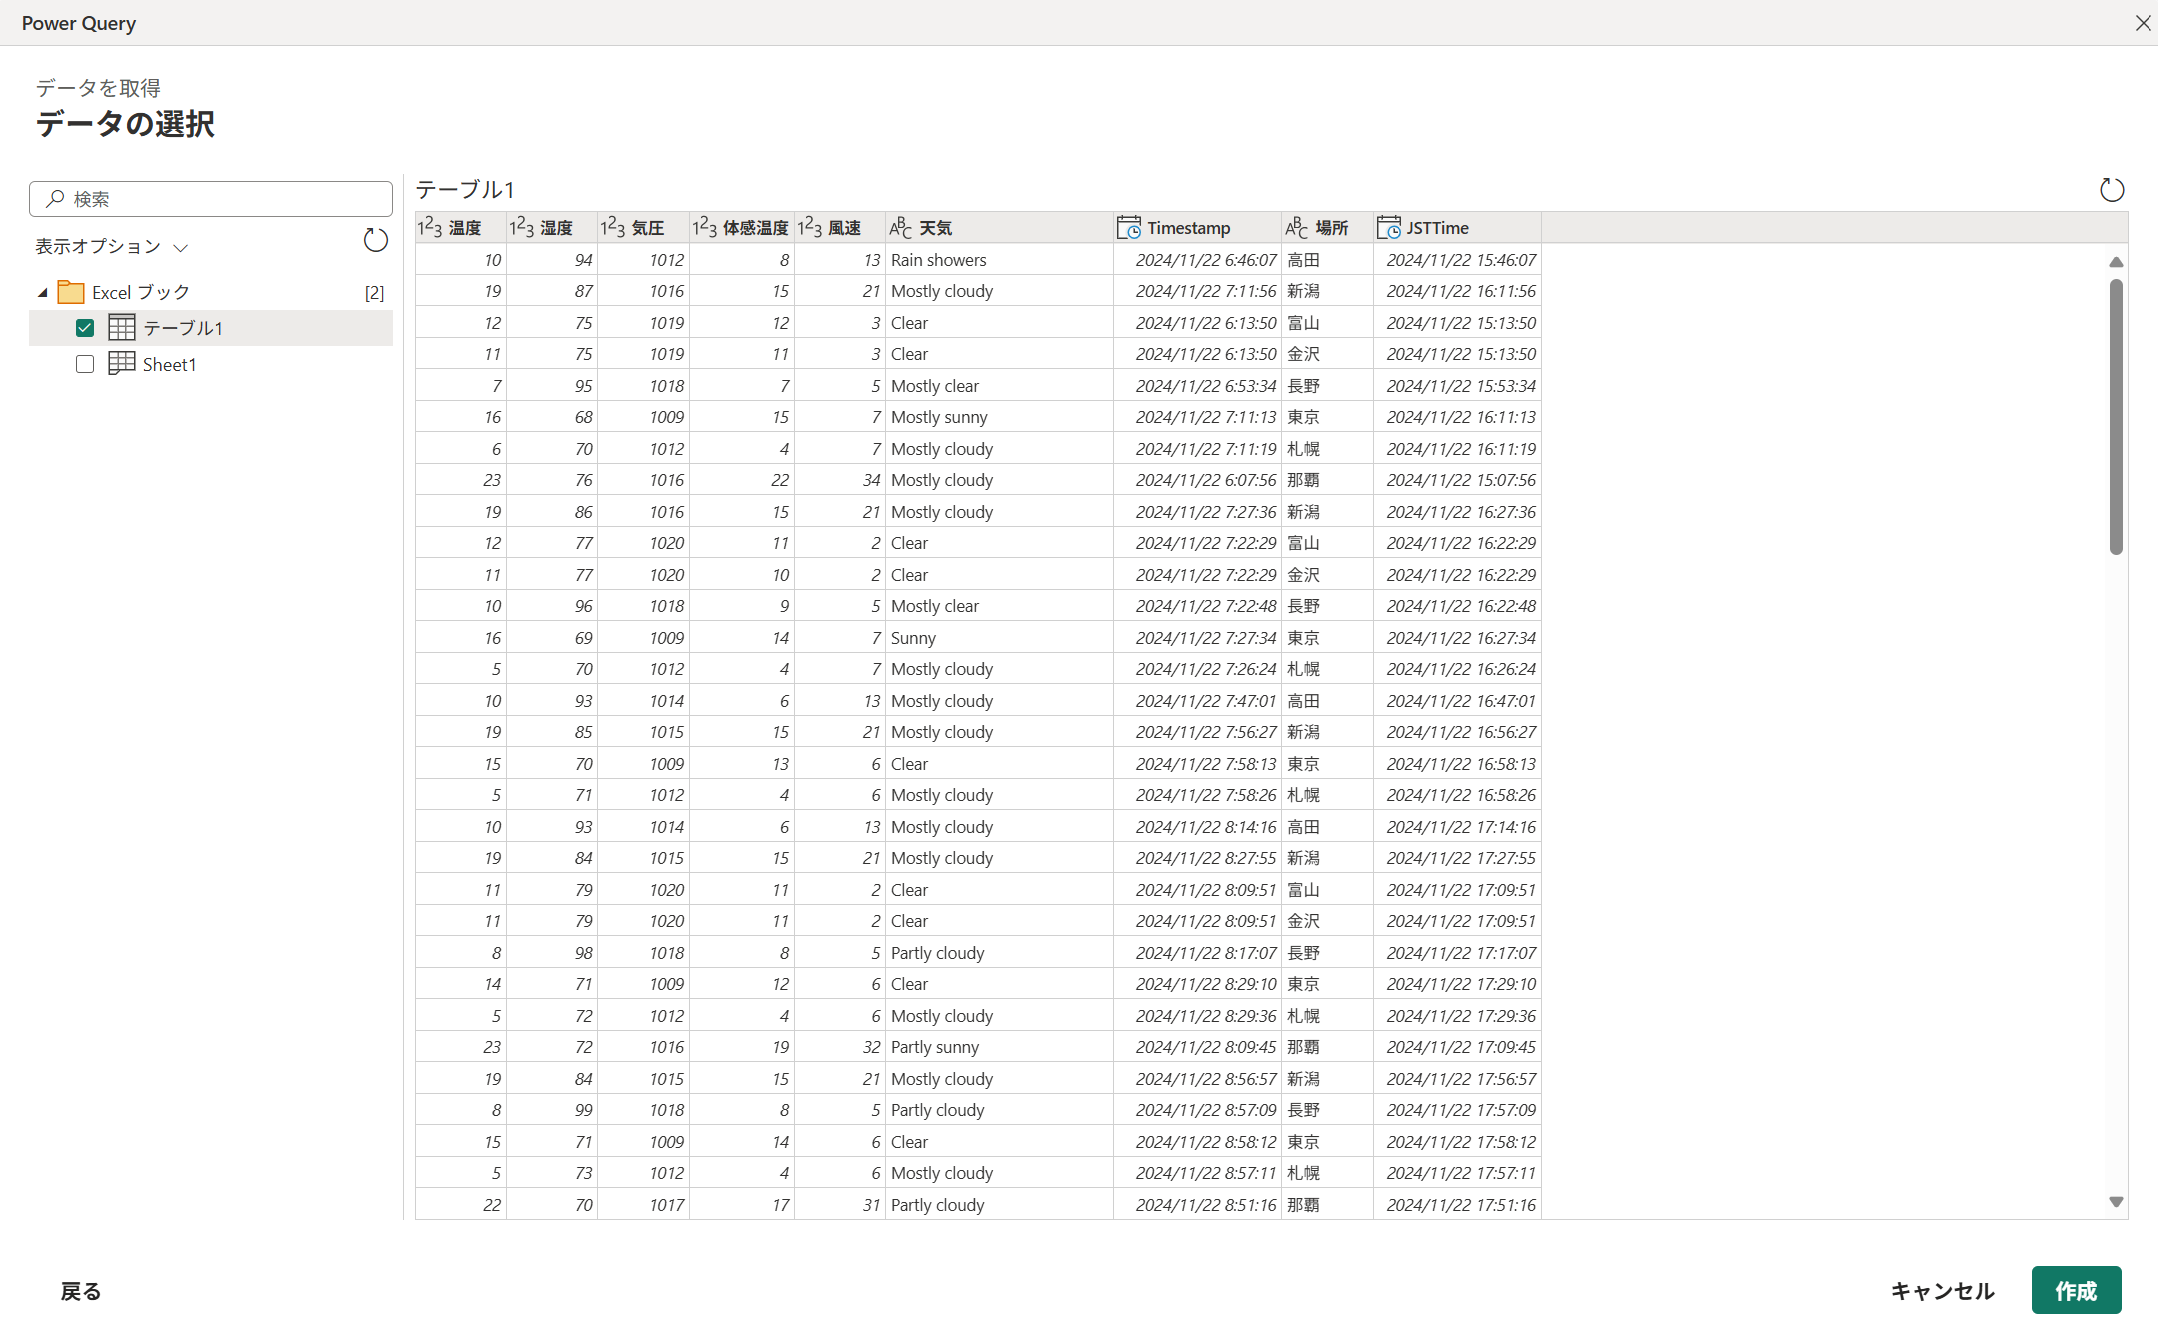 Power Query
データを取得
データの選択
検索
表示オプション
Excel ブック [2]
テーブル1
Sheet1
テーブル1
1²3 温度 1²3 湿度 1²3 気圧 1²3 体感温度 1²3 風速 ABC 天気 Timestamp ABC 場所 JSTTime
10 94 1012 8 13 Rain showers 2024/11/22 6:46:07 高田 2024/11/22 15:46:07
19 87 1016 15 21 Mostly cloudy 2024/11/22 7:11:56 新潟 2024/11/22 16:11:56
12 75 1019 12 3 Clear 2024/11/22 6:13:50 富山 2024/11/22 15:13:50
11 75 1019 11 3 Clear 2024/11/22 6:13:50 金沢 2024/11/22 15:13:50
7 95 1018 7 5 Mostly clear 2024/11/22 6:53:34 長野 2024/11/22 15:53:34
16 68 1009 15 7 Mostly sunny 2024/11/22 7:11:13 東京 2024/11/22 16:11:13
6 70 1012 4 7 Mostly cloudy 2024/11/22 7:11:19 札幌 2024/11/22 16:11:19
23 76 1016 22 34 Mostly cloudy 2024/11/22 6:07:56 那覇 2024/11/22 15:07:56
19 86 1016 15 21 Mostly cloudy 2024/11/22 7:27:36 新潟 2024/11/22 16:27:36
12 77 1020 11 2 Clear 2024/11/22 7:22:29 富山 2024/11/22 16:22:29
11 77 1020 10 2 Clear 2024/11/22 7:22:29 金沢 2024/11/22 16:22:29
10 96 1018 9 5 Mostly clear 2024/11/22 7:22:48 長野 2024/11/22 16:22:48
16 69 1009 14 7 Sunny 2024/11/22 7:27:34 東京 2024/11/22 16:27:34
5 70 1012 4 7 Mostly cloudy 2024/11/22 7:26:24 札幌 2024/11/22 16:26:24
10 93 1014 6 13 Mostly cloudy 2024/11/22 7:47:01 高田 2024/11/22 16:47:01
19 85 1015 15 21 Mostly cloudy 2024/11/22 7:56:27 新潟 2024/11/22 16:56:27
15 70 1009 13 6 Clear 2024/11/22 7:58:13 東京 2024/11/22 16:58:13
5 71 1012 4 6 Mostly cloudy 2024/11/22 7:58:26 札幌 2024/11/22 16:58:26
10 93 1014 6 13 Mostly cloudy 2024/11/22 8:14:16 高田 2024/11/22 17:14:16
19 84 1015 15 21 Mostly cloudy 2024/11/22 8:27:55 新潟 2024/11/22 17:27:55
11 79 1020 11 2 Clear 2024/11/22 8:09:51 富山 2024/11/22 17:09:51
11 79 1020 11 2 Clear 2024/11/22 8:09:51 金沢 2024/11/22 17:09:51
8 98 1018 8 5 Partly cloudy 2024/11/22 8:17:07 長野 2024/11/22 17:17:07
14 71 1009 12 6 Clear 2024/11/22 8:29:10 東京 2024/11/22 17:29:10
5 72 1012 4 6 Mostly cloudy 2024/11/22 8:29:36 札幌 2024/11/22 17:29:36
23 72 1016 19 32 Partly sunny 2024/11/22 8:09:45 那覇 2024/11/22 17:09:45
19 84 1015 15 21 Mostly cloudy 2024/11/22 8:56:57 新潟 2024/11/22 17:56:57
8 99 1018 8 5 Partly cloudy 2024/11/22 8:57:09 長野 2024/11/22 17:57:09
15 71 1009 14 6 Clear 2024/11/22 8:58:12 東京 2024/11/22 17:58:12
5 73 1012 4 6 Mostly cloudy 2024/11/22 8:57:11 札幌 2024/11/22 17:57:11
22 70 1017 17 31 Partly cloudy 2024/11/22 8:51:16 那覇 2024/11/22 17:51:16
戻る
キャンセル
作成